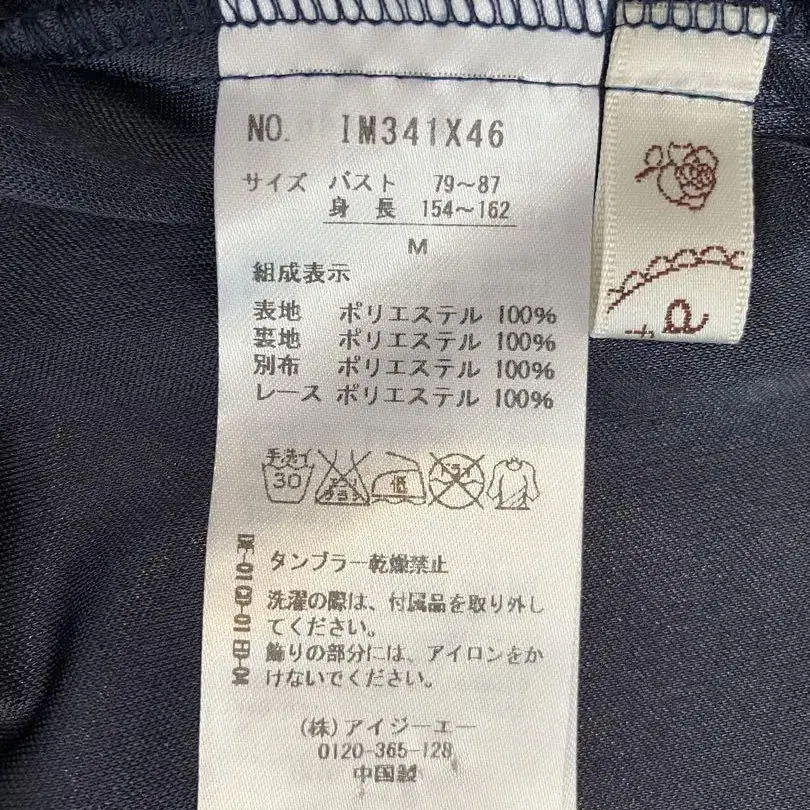 NO. IM341X46
サイズ バスト 79〜87
身長 154〜162
M
組成表示
表地 ポリエステル 100%
裏地 ポリエステル 100%
別布 ポリエステル 100%
レース ポリエステル 100%
手洗イ
30
低
ドライ
タンブラー乾燥禁止
洗濯の際は、付属品を取り外し
てください。
飾りの部分には、アイロンをか
けないでください。
(株)アイジーエー
0120-365-128
中国製